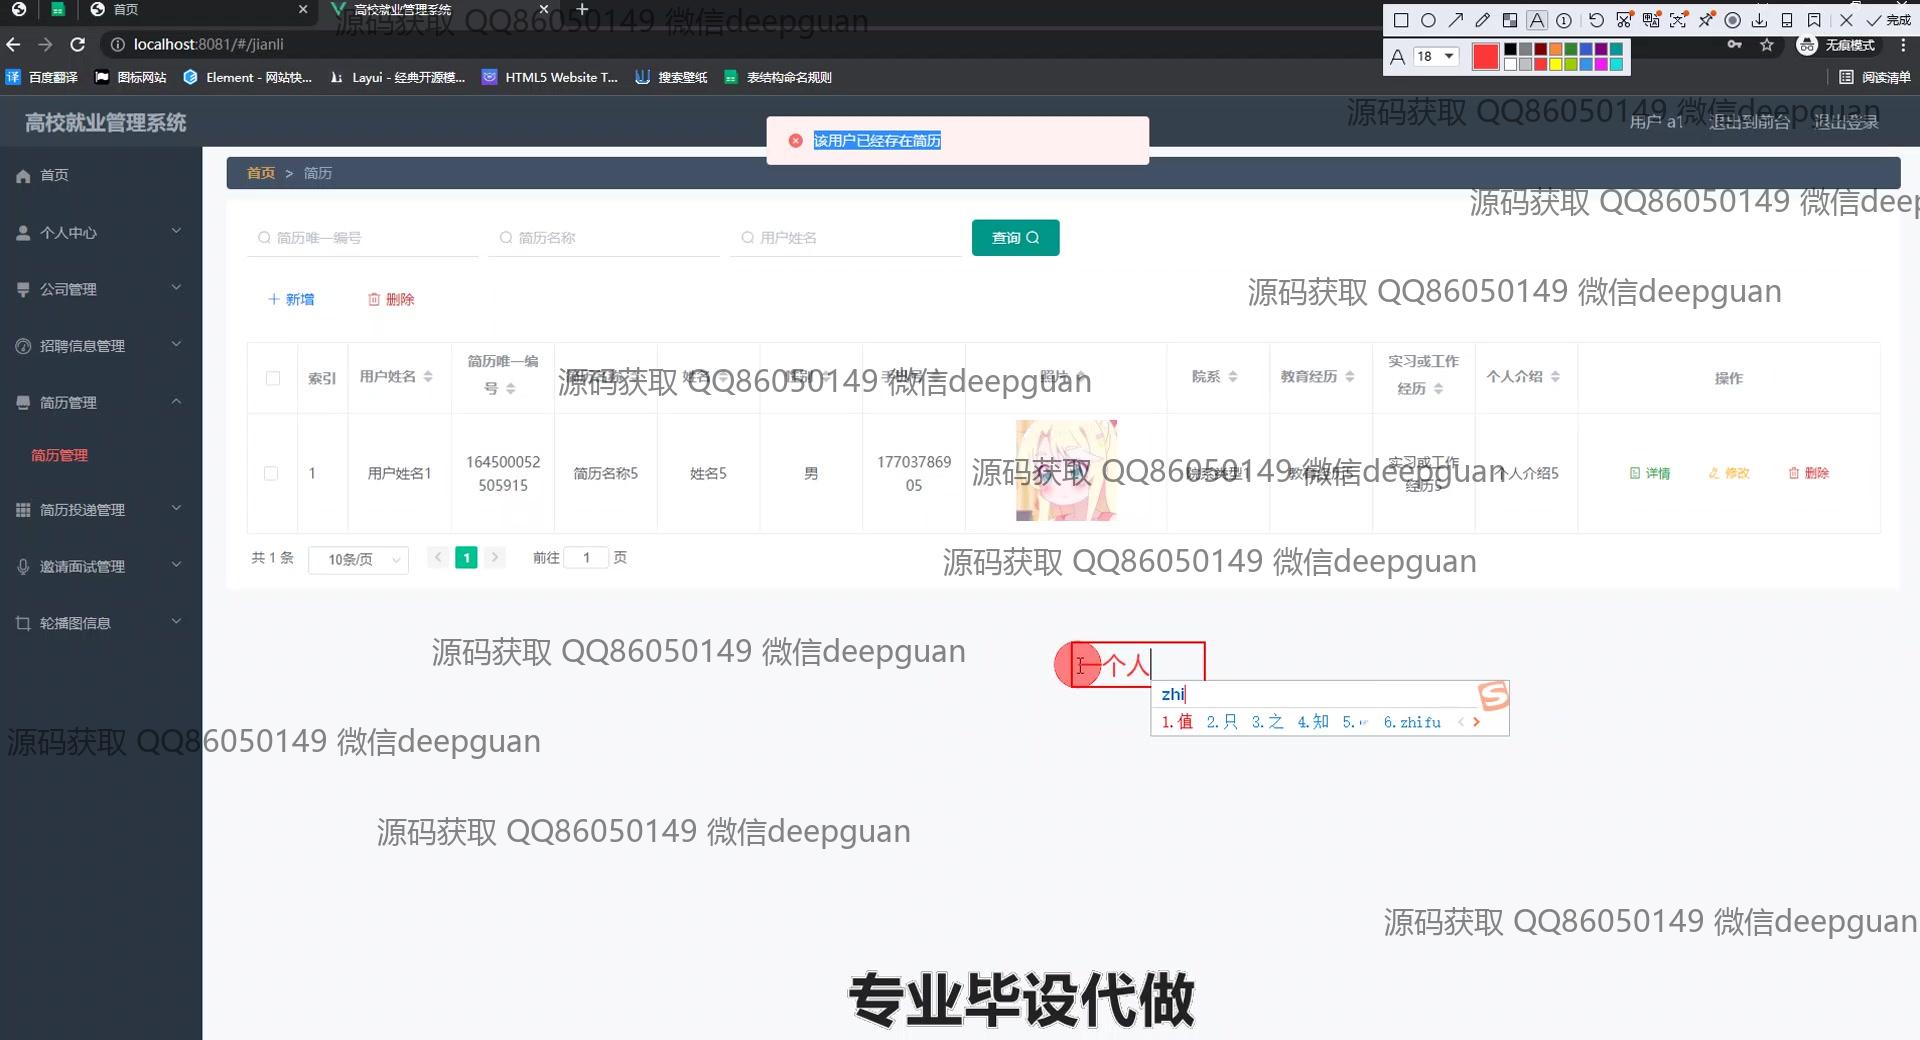 首页
高校就业管理系统
源码获取 QQ86050149 微信deepguan
完成
localhost:8081/#/jianli
A 18
无痕模式
译 百度翻译
图标网站
Element - 网站快...
Layui - 经典开源模...
HTML5 Website T...
搜索壁纸
表结构命名规则
阅读清单
高校就业管理系统
源码获取 QQ86050149 微信deepguan
用户 a1
退出到前台
退出登录
该用户已经存在简历
首页
个人中心
公司管理
招聘信息管理
简历管理
简历管理
简历投递管理
邀请面试管理
轮播图信息
首页 > 简历
源码获取 QQ86050149 微信deep
简历唯一编号
简历名称
用户姓名
查询
源码获取 QQ86050149 微信deepguan
新增
删除
索引
用户姓名
简历唯一编
号
源码获取 QQ86050149 微信deepguan
院系
教育经历
实习或工作
经历
个人介绍
操作
1
用户姓名1
164500052
505915
简历名称5
姓名5
男
177037869
05
源码获取 QQ86050149 微信deepguan
院系类型1
教育经历5
实习或工作
经历5
个人介绍5
详情
修改
删除
共 1 条
10条/页
1
前往 1 页
源码获取 QQ86050149 微信deepguan
源码获取 QQ86050149 微信deepguan
一个人
zhi
1.值 2.只 3.之 4.知 5. 6.zhifu
源码获取 QQ86050149 微信deepguan
源码获取 QQ86050149 微信deepguan
源码获取 QQ86050149 微信deepguan
专业毕设代做